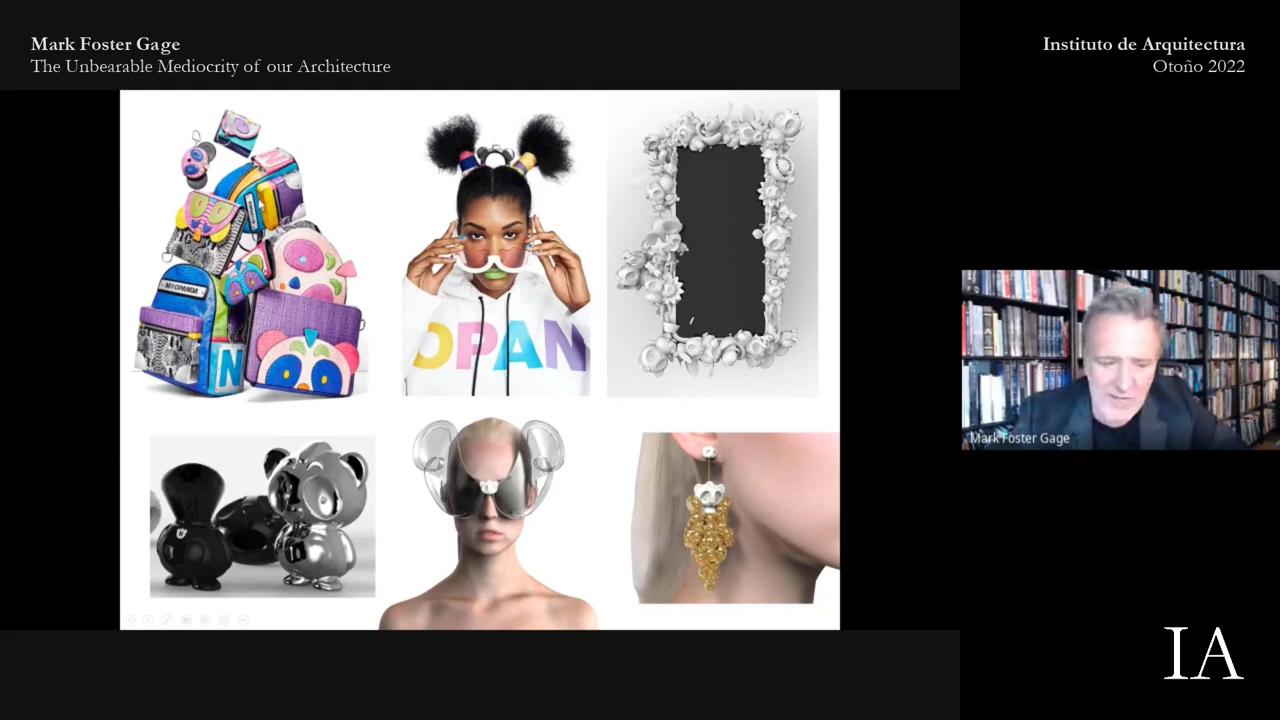 Mark Foster Gage
The Unbearable Mediocrity of our Architecture
Instituto de Arquitectura
Otoño 2022
N
NEOPANDA
N
OPAN
Mark Foster Gage
IA